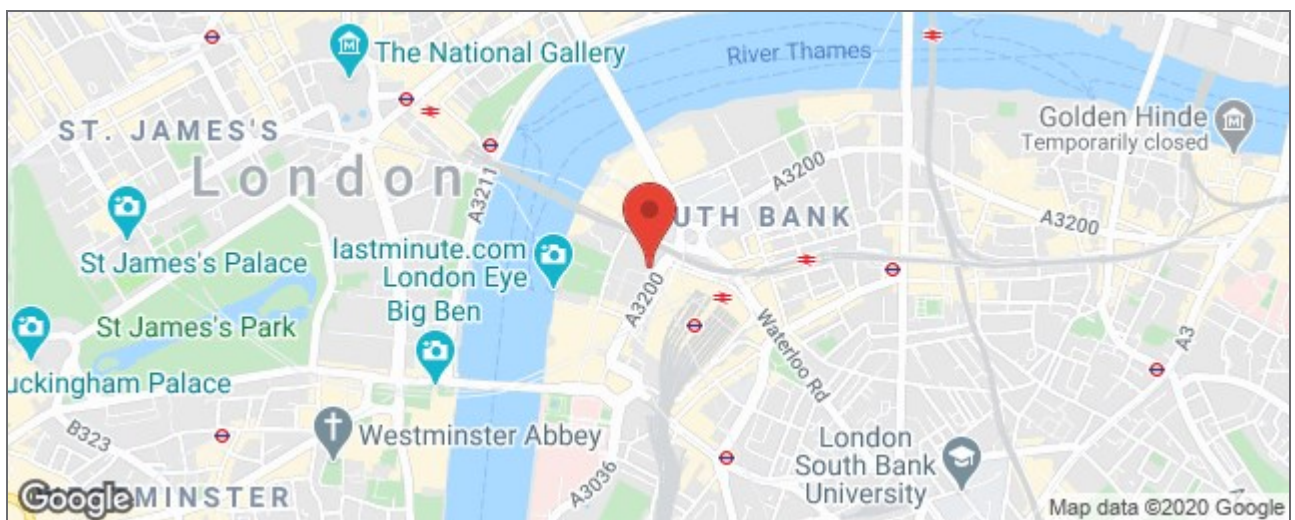 The National Gallery
River Thames
Golden Hinde
Temporarily closed
ST. JAMES'S
London
A3211
A3200
A3200
UTH BANK
St James's Palace
lastminute.com
London Eye
Big Ben
A3200
St James's Park
Waterloo Rd
A3
uckingham Palace
B323
Westminster Abbey
London
South Bank
University
A3036
MINSTER
Google
Map data ©2020 Google